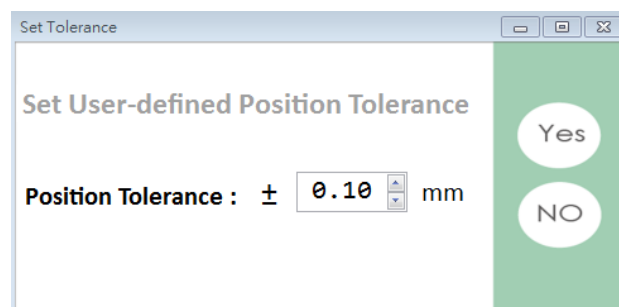 Set Tolerance
Set User-defined Position Tolerance
Yes
Position Tolerance : ± 0.10 mm
NO